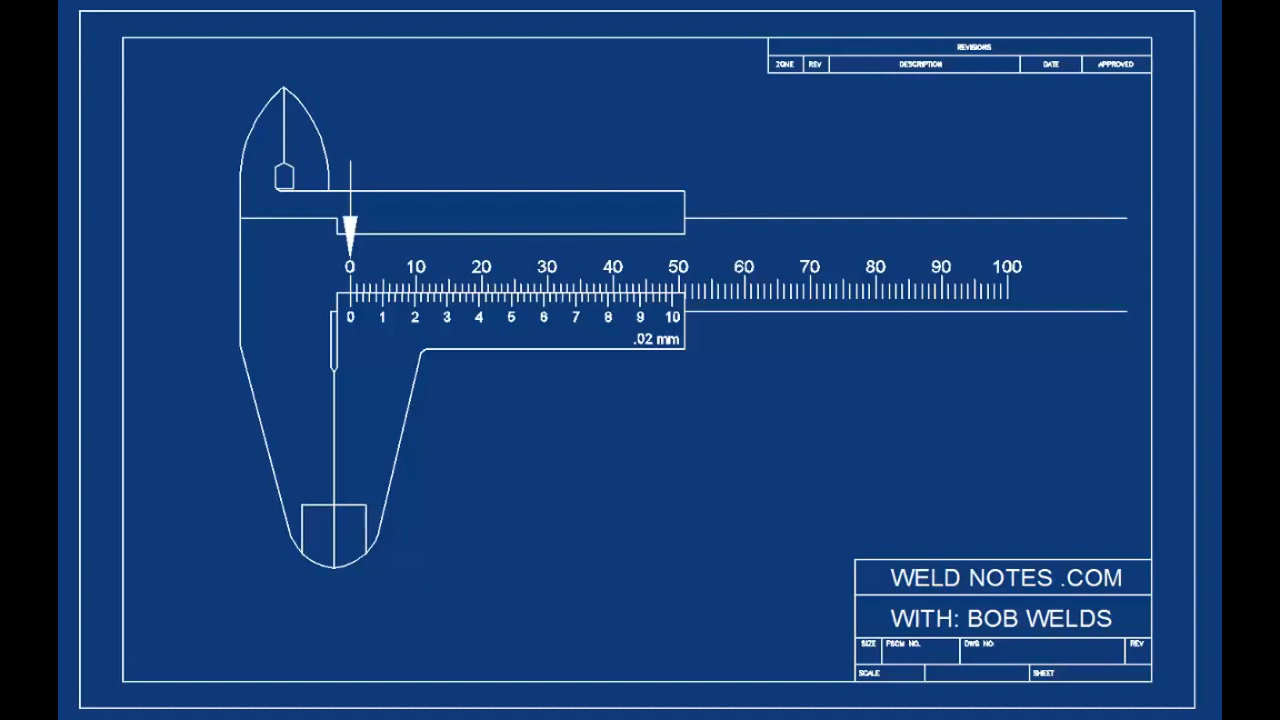 REVISIONS
ZONE REV DESCRIPTION DATE APPROVED
0 10 20 30 40 50 60 70 80 90 100
0 1 2 3 4 5 6 7 8 9 10
.02 mm
WELD NOTES .COM
WITH: BOB WELDS
SIZE FSCM NO. DWG NO. REV
SCALE SHEET